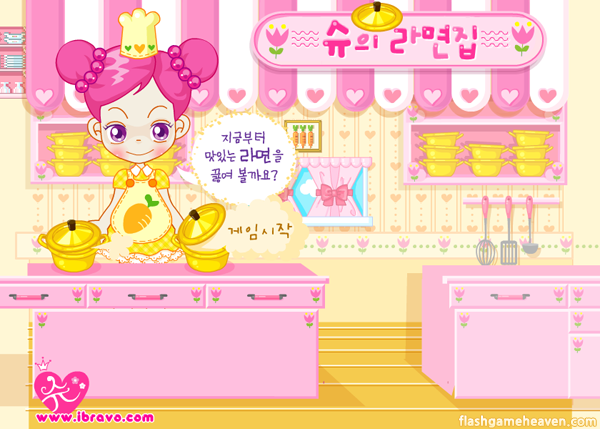 슈의 라면집
지금부터
맛있는 라면을
끓여 볼까요?
게임시작
www.ibravo.com
flashgameheaven.com